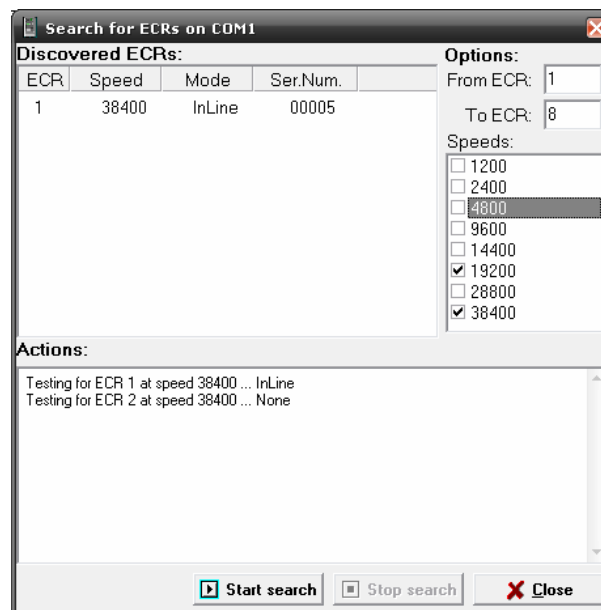 Search for ECRs on COM1
Discovered ECRs:
ECR Speed Mode Ser.Num.
1 38400 InLine 00005
Options:
From ECR: 1
To ECR: 8
Speeds:
1200
2400
4800
9600
14400
19200
28800
38400
Actions:
Testing for ECR 1 at speed 38400 ... InLine
Testing for ECR 2 at speed 38400 ... None
Start search Stop search Close